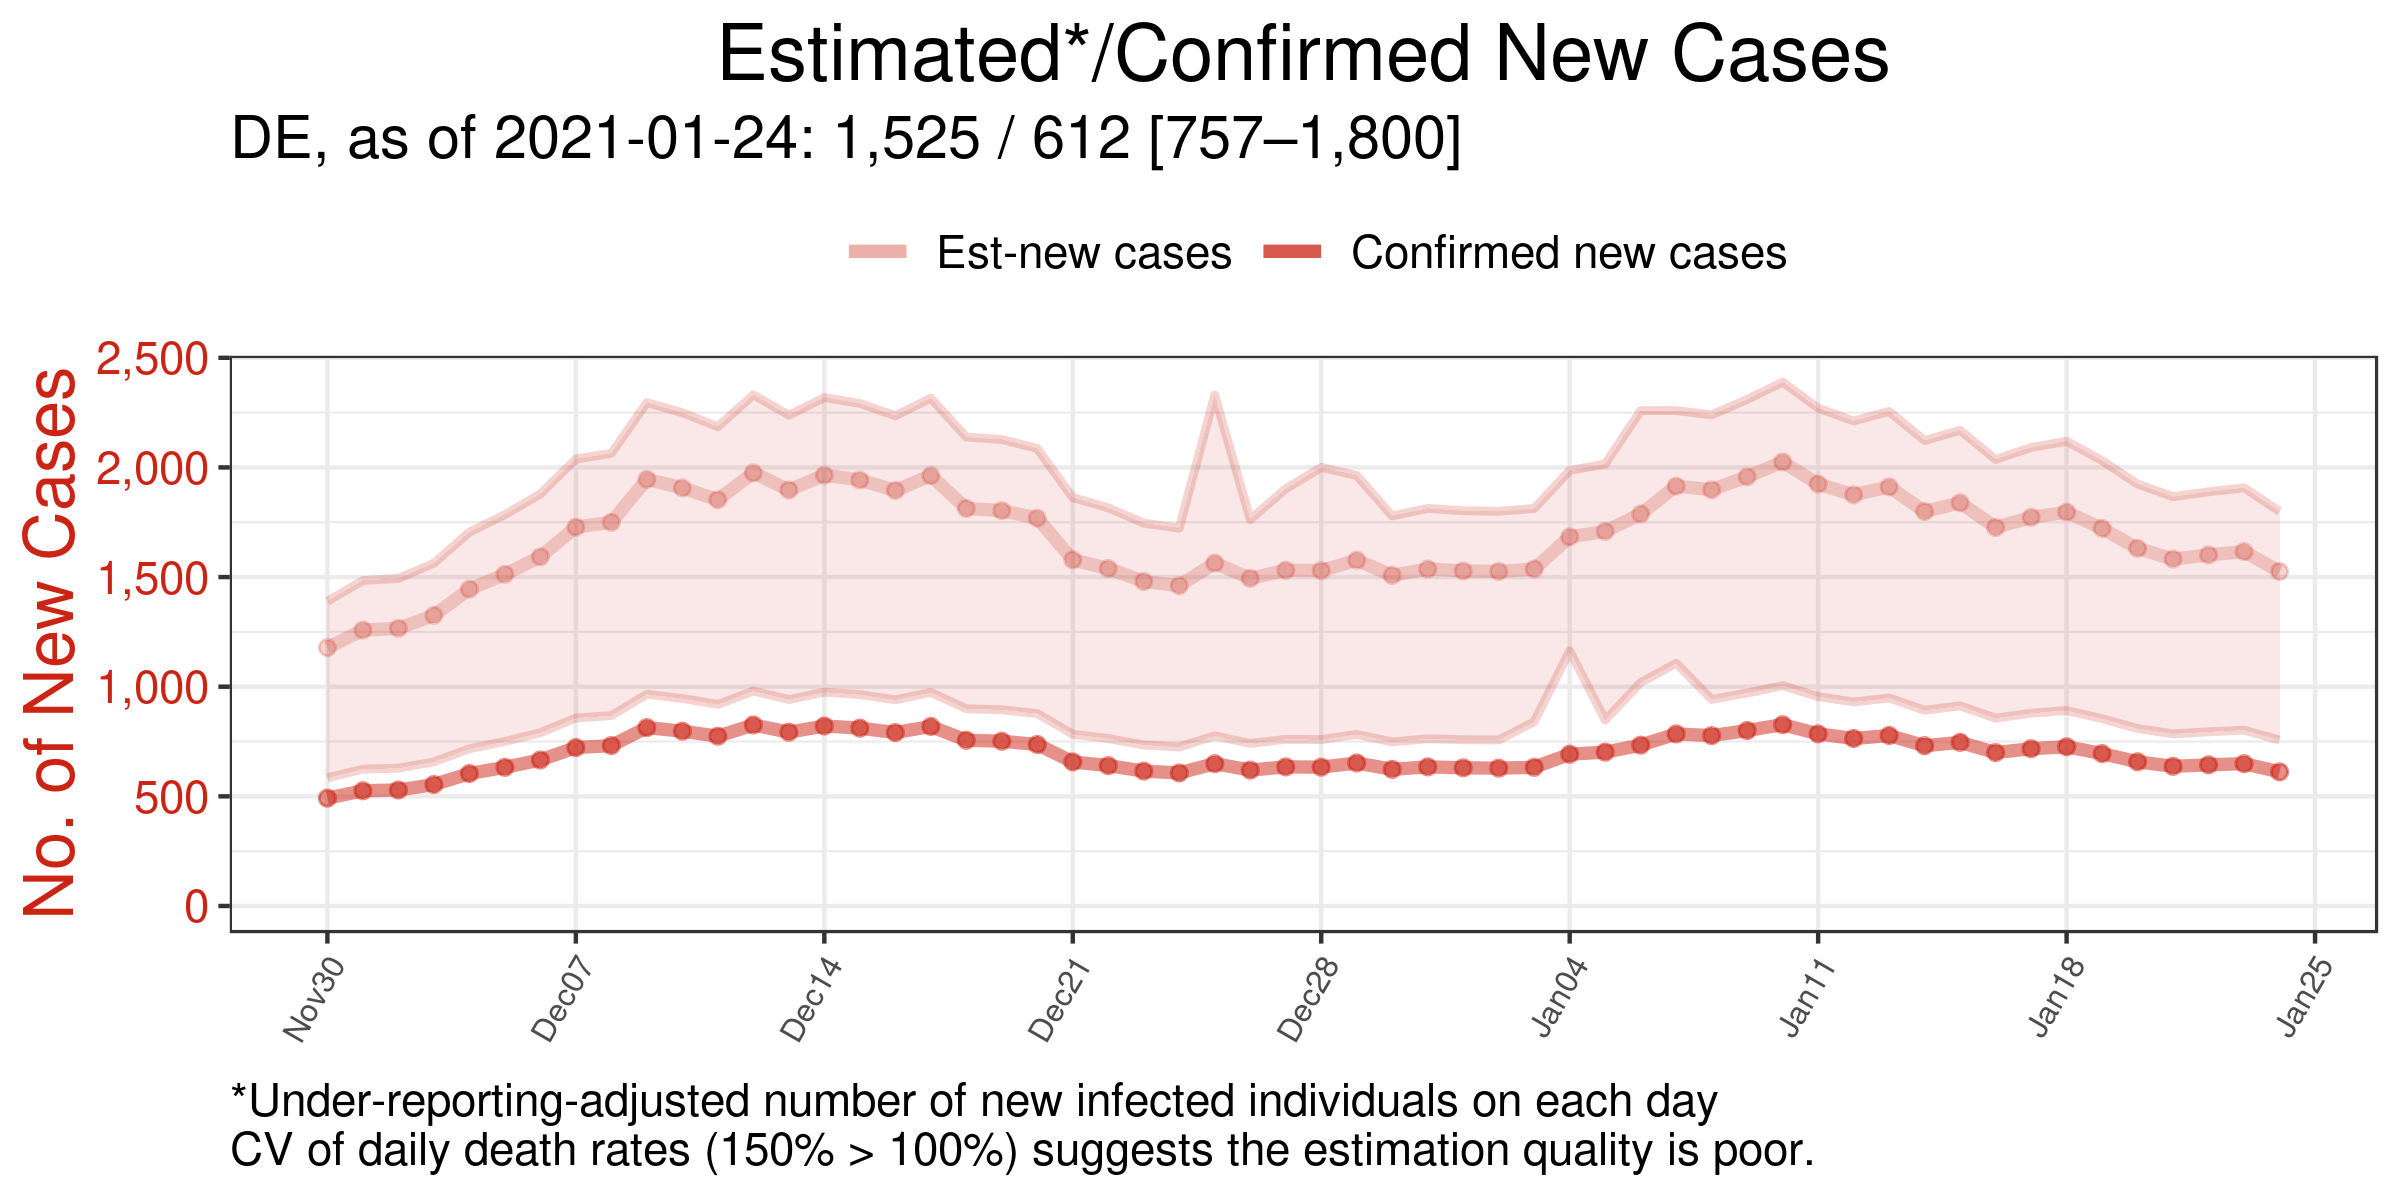 Estimated*/Confirmed New Cases
DE, as of 2021-01-24: 1,525 / 612 [757–1,800]
Est-new cases Confirmed new cases
No. of New Cases
2,500
2,000
1,500
1,000
500
0
Nov30 Dec07 Dec14 Dec21 Dec28 Jan04 Jan11 Jan18 Jan25
*Under-reporting-adjusted number of new infected individuals on each day
CV of daily death rates (150% > 100%) suggests the estimation quality is poor.